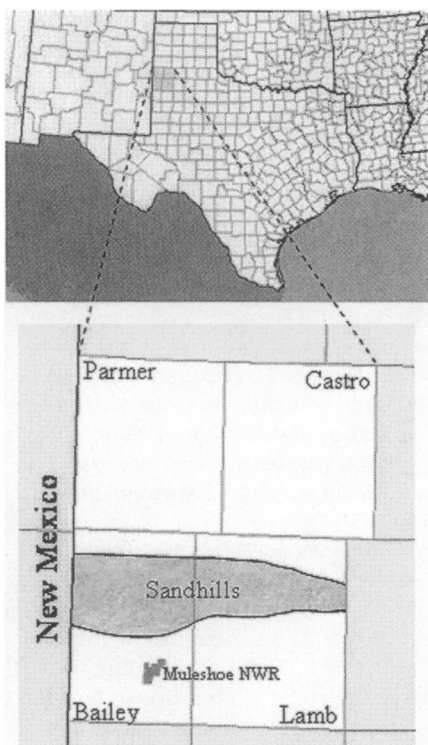 Parmer
Castro
New Mexico
Sandhills
Muleshoe NWR
Bailey
Lamb